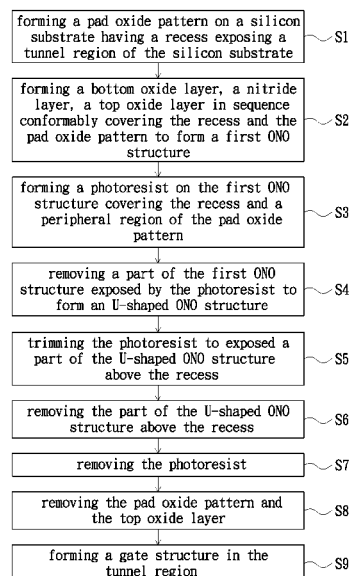 forming a pad oxide pattern on a silicon
substrate having a recess exposing a
tunnel region of the silicon substrate
S1
forming a bottom oxide layer, a nitride
layer, a top oxide layer in sequence
conformably covering the recess and the
pad oxide pattern to form a first ONO
structure
S2
forming a photoresist on the first ONO
structure covering the recess and a
peripheral region of the pad oxide
pattern
S3
removing a part of the first ONO
structure exposed by the photoresist to
form an U-shaped ONO structure
S4
trimming the photoresist to exposed a
part of the U-shaped ONO structure
above the recess
S5
removing the part of the U-shaped ONO
structure above the recess
S6
removing the photoresist
S7
removing the pad oxide pattern and
the top oxide layer
S8
forming a gate structure in the
tunnel region
S9